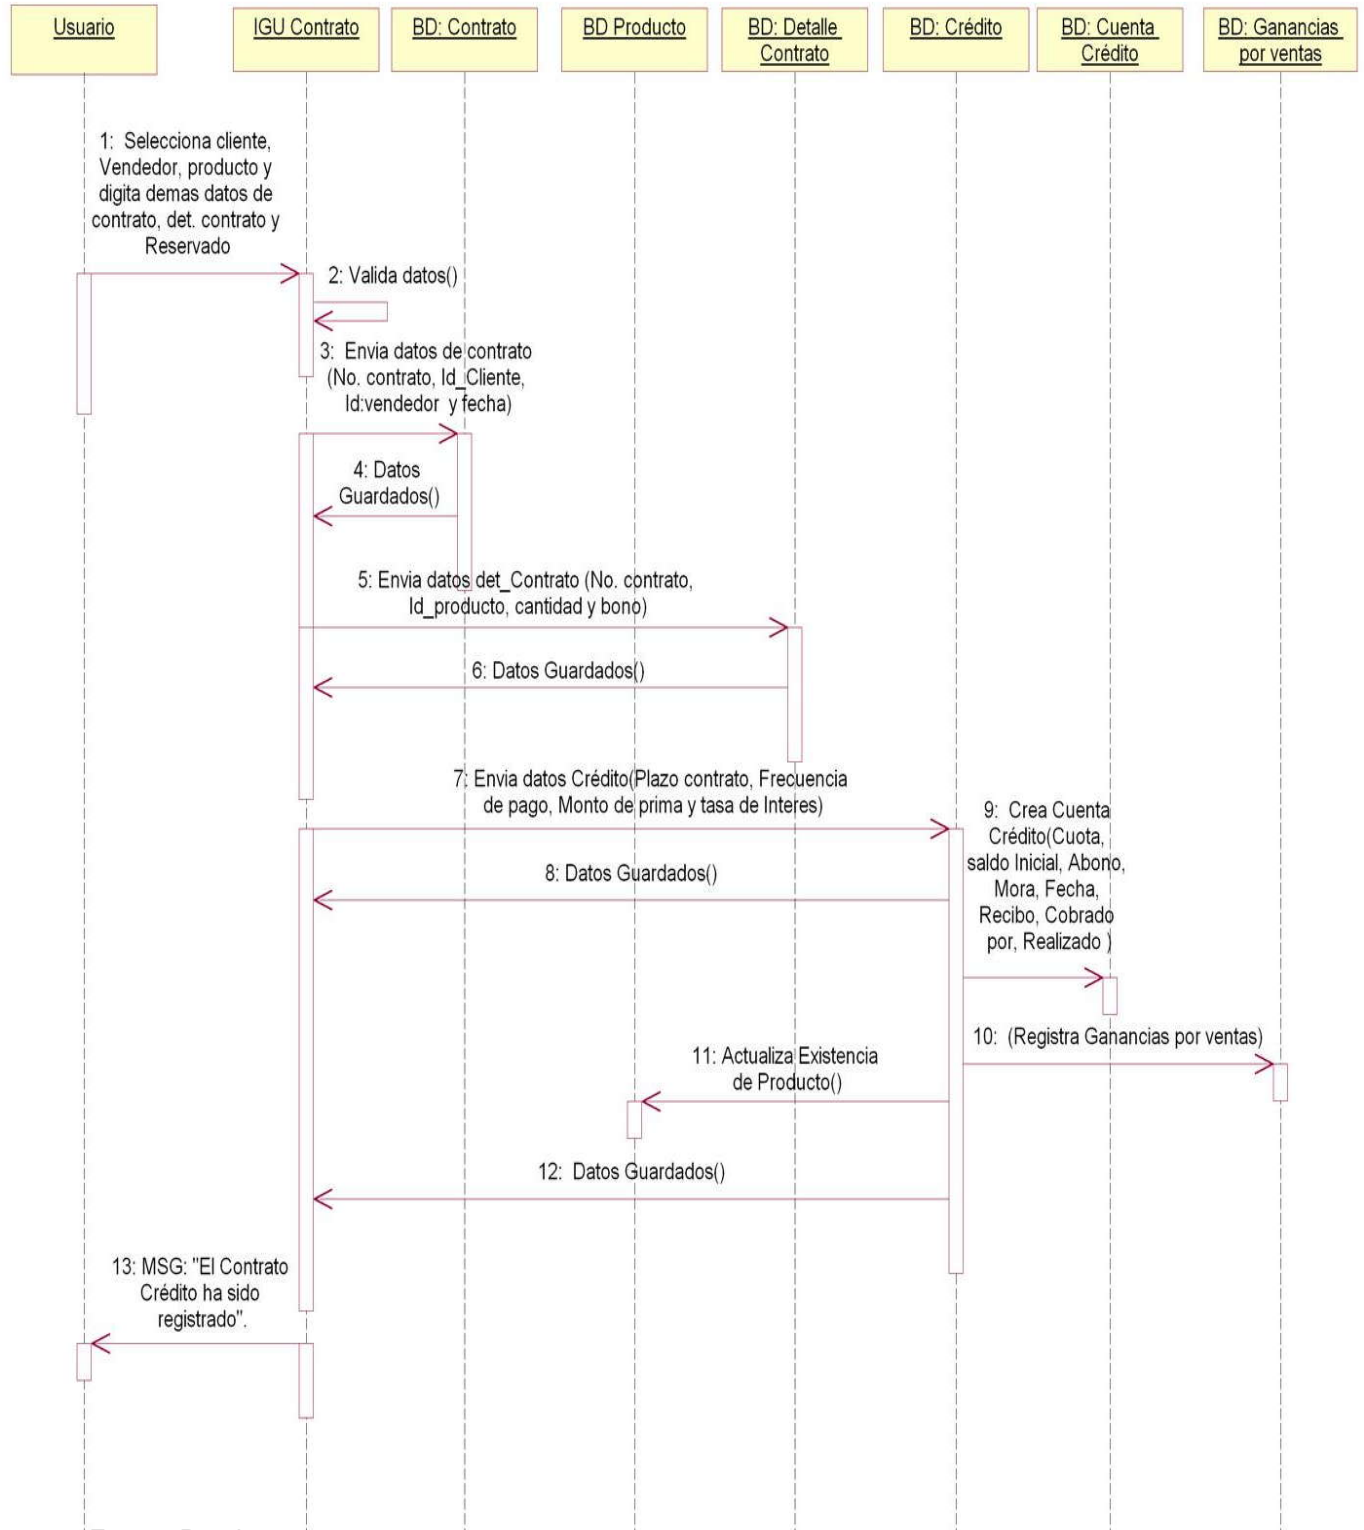 Usuario
IGU Contrato
BD: Contrato
BD Producto
BD: Detalle
Contrato
BD: Crédito
BD: Cuenta
Crédito
BD: Ganancias
por ventas
1: Selecciona cliente,
Vendedor, producto y
digita demas datos de
contrato, det. contrato y
Reservado
2: Valida datos()
3: Envia datos de contrato
(No. contrato, Id_Cliente,
Id:vendedor y fecha)
4: Datos
Guardados()
5: Envia datos det_Contrato (No. contrato,
Id_producto, cantidad y bono)
6: Datos Guardados()
7: Envia datos Crédito(Plazo contrato, Frecuencia
de pago, Monto de prima y tasa de Interes)
8: Datos Guardados()
9: Crea Cuenta
Crédito(Cuota,
saldo Inicial, Abono,
Mora, Fecha,
Recibo, Cobrado
por, Realizado )
10: (Registra Ganancias por ventas)
11: Actualiza Existencia
de Producto()
12: Datos Guardados()
13: MSG: "El Contrato
Crédito ha sido
registrado".